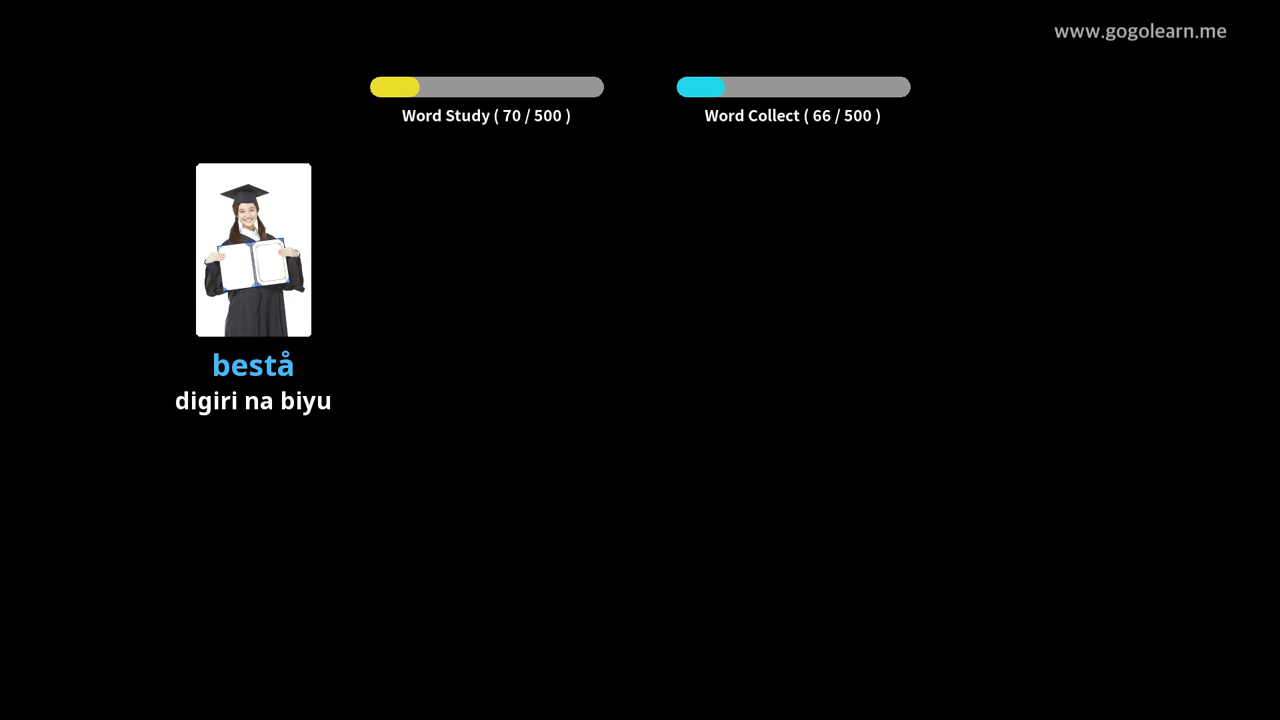 www.gogolearn.me
Word Study ( 70 / 500 )
Word Collect ( 66 / 500 )
bestå
digiri na biyu